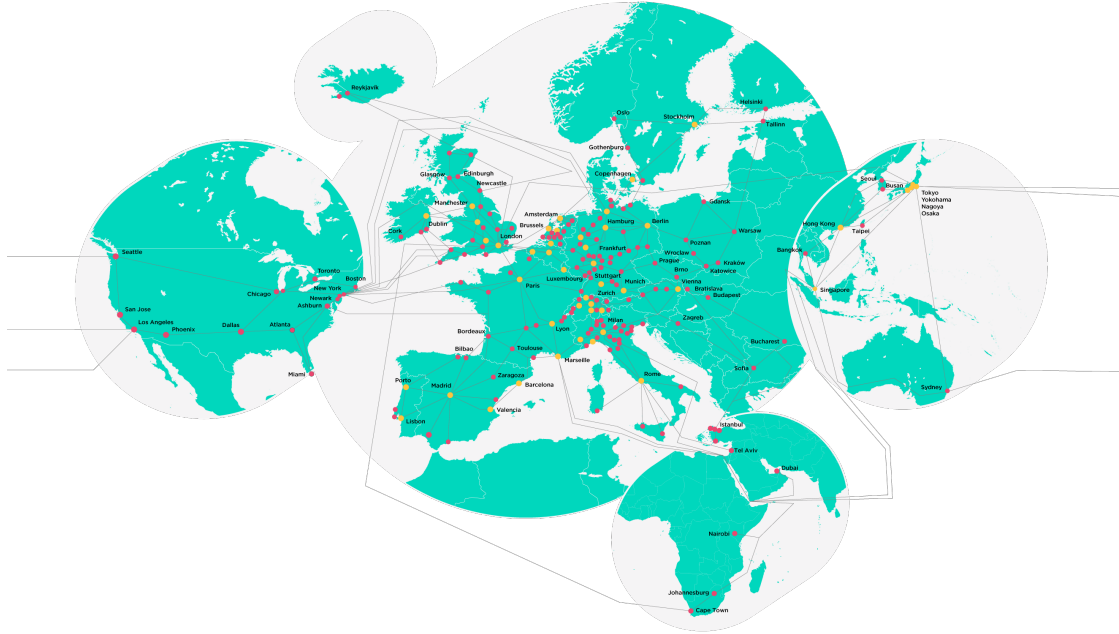 Reykjavik
Oslo
Stockholm
Helsinki
Tallinn
Gothenburg
Copenhagen
Glasgow
Edinburgh
Newcastle
Manchester
Dublin
Cork
London
Amsterdam
Brussels
Hamburg
Berlin
Gdansk
Warsaw
Poznan
Wroclaw
Frankfurt
Prague
Kraków
Katowice
Brno
Luxembourg
Stuttgart
Munich
Vienna
Bratislava
Budapest
Paris
Zurich
Zagreb
Milan
Lyon
Bordeaux
Toulouse
Bilbao
Marseille
Bucharest
Sofia
Rome
Porto
Madrid
Zaragoza
Barcelona
Valencia
Lisbon
Istanbul
Tel Aviv
Dubai
Nairobi
Johannesburg
Cape Town
Seattle
Toronto
Boston
Chicago
New York
Newark
Ashburn
San Jose
Los Angeles
Phoenix
Dallas
Atlanta
Miami
Seoul
Busan
Tokyo
Yokohama
Nagoya
Osaka
Hong Kong
Taipei
Bangkok
Singapore
Sydney